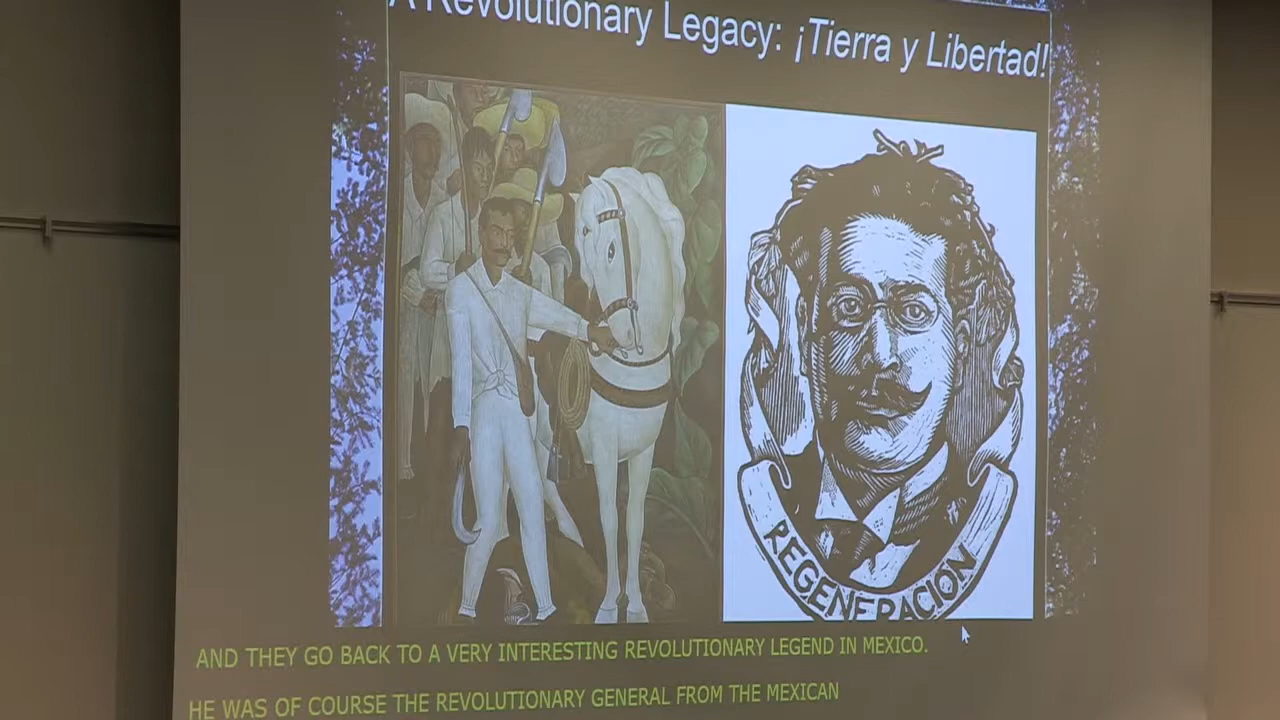 A Revolutionary Legacy: ¡Tierra y Libertad!
REGENERACIÓN
AND THEY GO BACK TO A VERY INTERESTING REVOLUTIONARY LEGEND IN MEXICO.
HE WAS OF COURSE THE REVOLUTIONARY GENERAL FROM THE MEXICAN